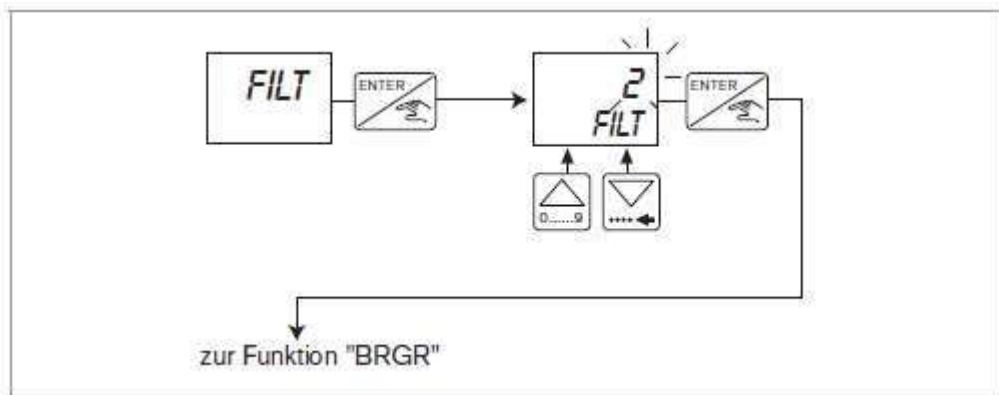 FILT
ENTER
2
FILT
ENTER
0......9
++++
zur Funktion "BRGR"